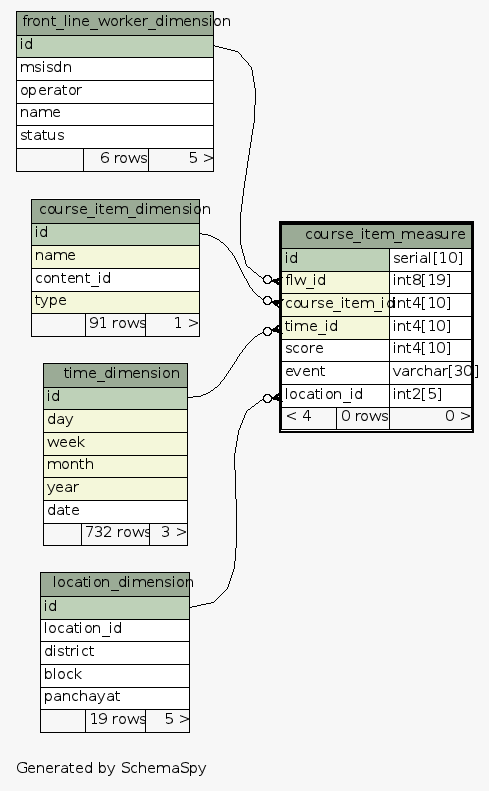 front_line_worker_dimension
id
msisdn
operator
name
status
6 rows 5 >
course_item_dimension
id
name
content_id
type
91 rows 1 >
time_dimension
id
day
week
month
year
date
732 rows 3 >
location_dimension
id
location_id
district
block
panchayat
19 rows 5 >
course_item_measure
id serial[10]
flw_id int8[19]
course_item_id int4[10]
time_id int4[10]
score int4[10]
event varchar[30]
location_id int2[5]
< 4 0 rows 0 >
Generated by SchemaSpy